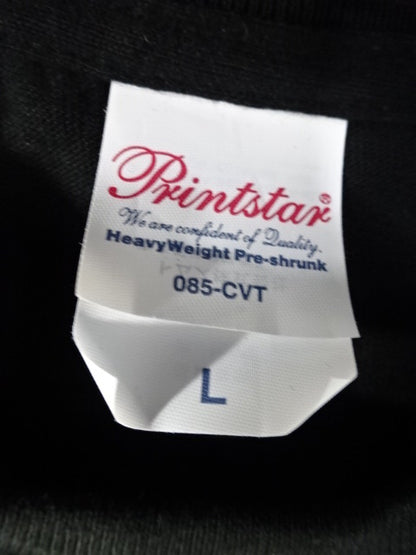 Printstar®
We are confident of Quality.
HeavyWeight Pre-shrunk
085-CVT
L